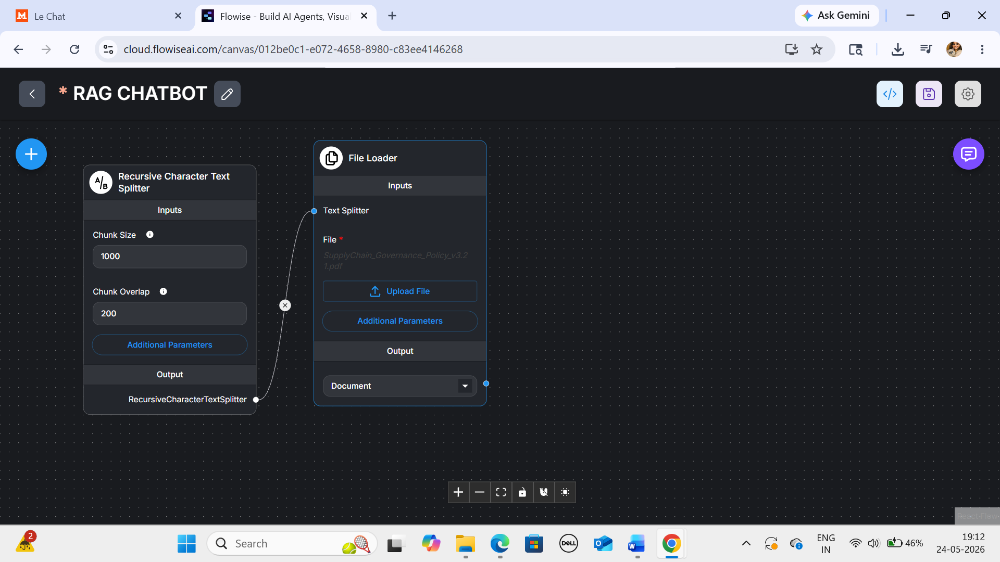 Le Chat
Flowise - Build AI Agents, Visua
Ask Gemini
cloud.flowiseai.com/canvas/012be0c1-e072-4658-8980-c83ee4146268
* RAG CHATBOT
File Loader
Inputs
Text Splitter
File *
SupplyChain_Governance_Policy_v3.2
1.pdf
Upload File
Additional Parameters
Output
Document
A/B
Recursive Character Text
Splitter
Inputs
Chunk Size
1000
Chunk Overlap
200
Additional Parameters
Output
RecursiveCharacterTextSplitter
React Flow
2
Search
DELL
ENG
IN
46%
19:12
24-05-2026